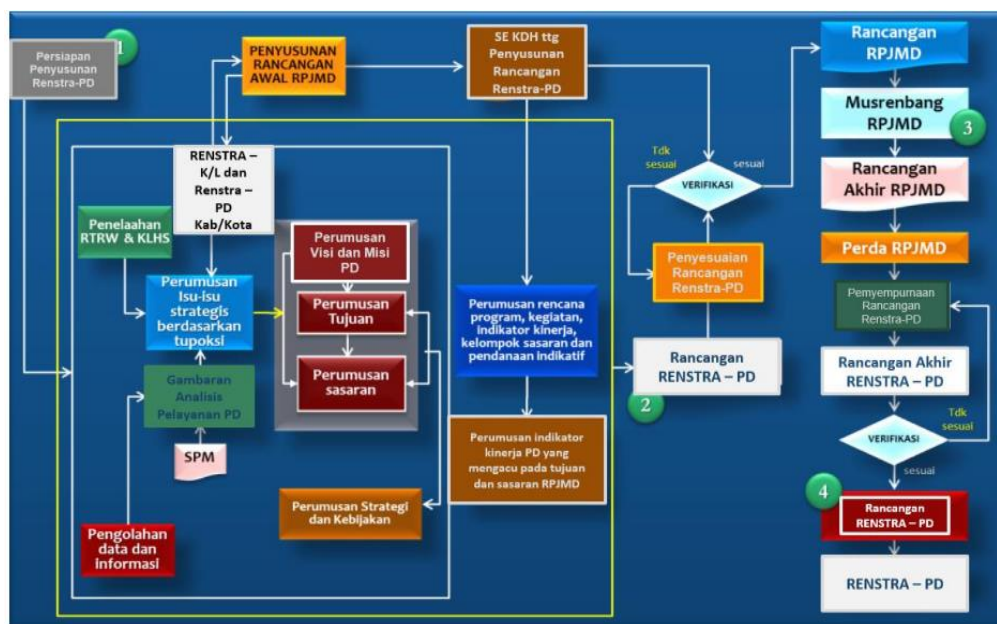 1
Persiapan
Penyusunan
Renstra-PD
PENYUSUNAN
RANCANGAN
AWAL RPJMD
SE KDH ttg
Penyusunan
Rancangan
Renstra-PD
RENSTRA –
K/L dan
Renstra –
PD
Kab/Kota
Penelaahan
RTRW & KLHS
Perumusan
Isu-isu
strategis
berdasarkan
tupoksi
Gambaran
Analisis
Pelayanan PD
SPM
Pengolahan
data dan
informasi
Perumusan
Visi dan Misi
PD
Perumusan
Tujuan
Perumusan
sasaran
Perumusan Strategi
dan Kebijakan
Perumusan rencana
program, kegiatan,
indikator kinerja,
kelompok sasaran dan
pendanaan indikatif
Perumusan indikator
kinerja PD yang
mengacu pada tujuan
dan sasaran RPJMD
Tdk
sesuai
sesuai
VERIFIKASI
Penyesuaian
Rancangan
Renstra-PD
Rancangan
RENSTRA – PD
2
Rancangan
RPJMD
Musrenbang
RPJMD
3
Rancangan
Akhir RPJMD
Perda RPJMD
Pemyempurnaan
Rancangan
Renstra-PD
Rancangan Akhir
RENSTRA – PD
Tdk
sesuai
VERIFIKASI
sesuai
4
Rancangan
RENSTRA – PD
RENSTRA – PD